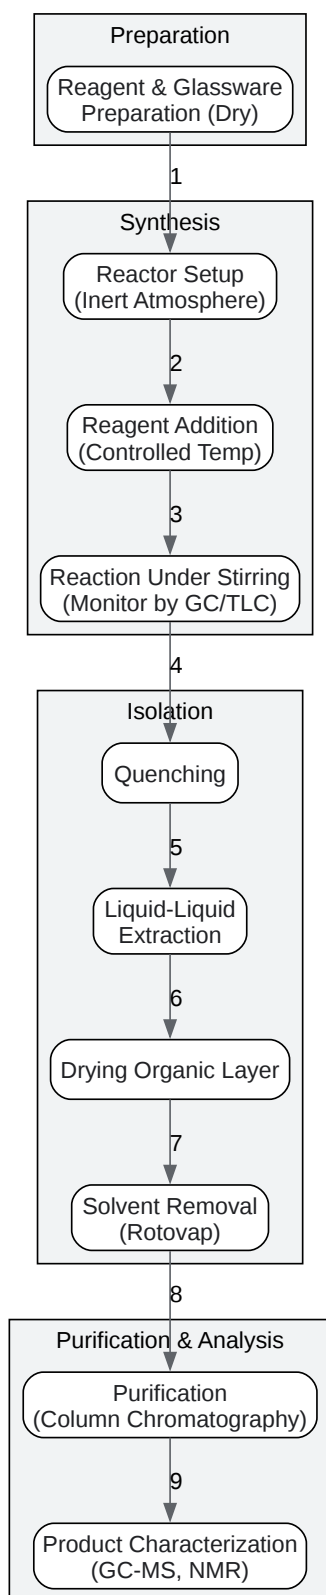 Preparation
Reagent & Glassware
Preparation (Dry)
1
Synthesis
Reactor Setup
(Inert Atmosphere)
2
Reagent Addition
(Controlled Temp)
3
Reaction Under Stirring
(Monitor by GC/TLC)
4
Isolation
Quenching
5
Liquid-Liquid
Extraction
6
Drying Organic Layer
7
Solvent Removal
(Rotovap)
8
Purification & Analysis
Purification
(Column Chromatography)
9
Product Characterization
(GC-MS, NMR)